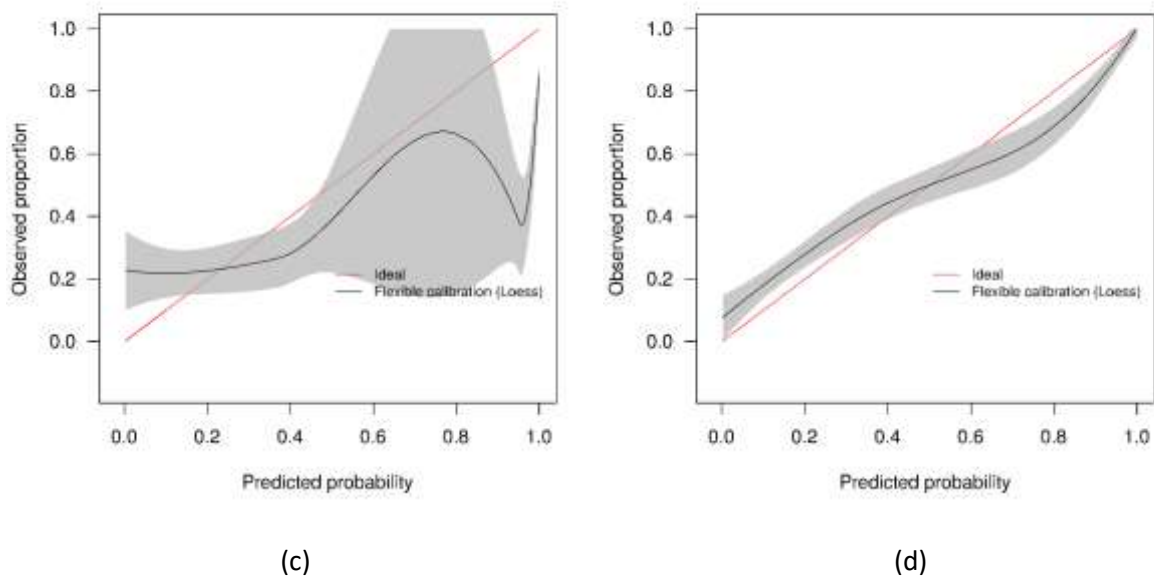 1.0
0.8
0.6
0.4
0.2
0.0
Observed proportion
Ideal
Flexible calibration (Loess)
0.0 0.2 0.4 0.6 0.8 1.0
Predicted probability
(c)
1.0
0.8
0.6
0.4
0.2
0.0
Observed proportion
Ideal
Flexible calibration (Loess)
0.0 0.2 0.4 0.6 0.8 1.0
Predicted probability
(d)